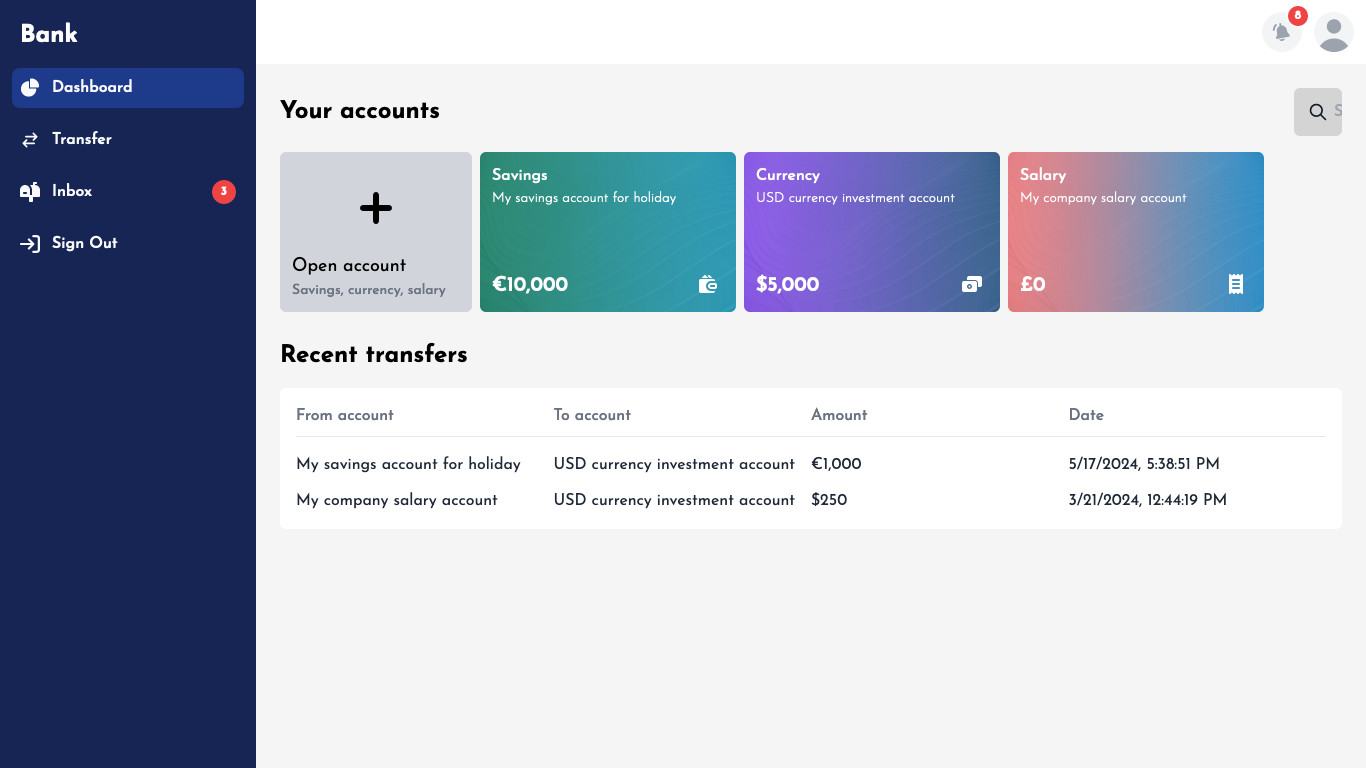 Bank
Dashboard
Transfer
Inbox
3
Sign Out
8
Your accounts
S
Open account
Savings, currency, salary
Savings
My savings account for holiday
€10,000
Currency
USD currency investment account
$5,000
Salary
My company salary account
£0
Recent transfers
From account To account Amount Date
My savings account for holiday USD currency investment account €1,000 5/17/2024, 5:38:51 PM
My company salary account USD currency investment account $250 3/21/2024, 12:44:19 PM